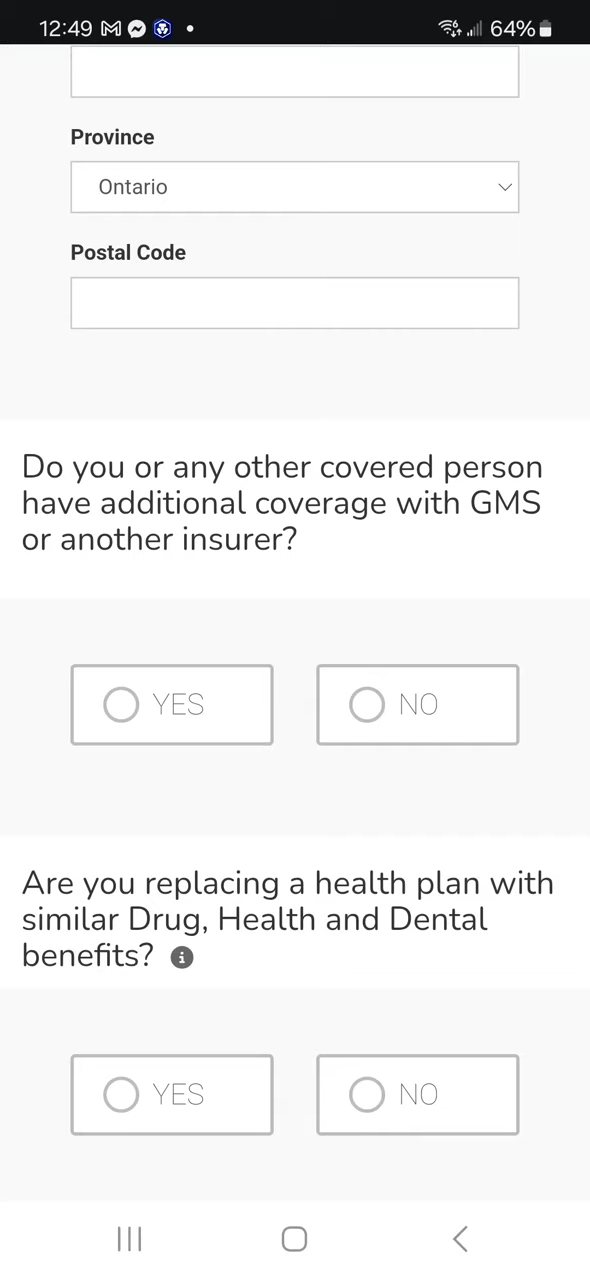 12:49
64%
Province
Ontario
Postal Code
Do you or any other covered person
have additional coverage with GMS
or another insurer?
YES
NO
Are you replacing a health plan with
similar Drug, Health and Dental
benefits?
YES
NO